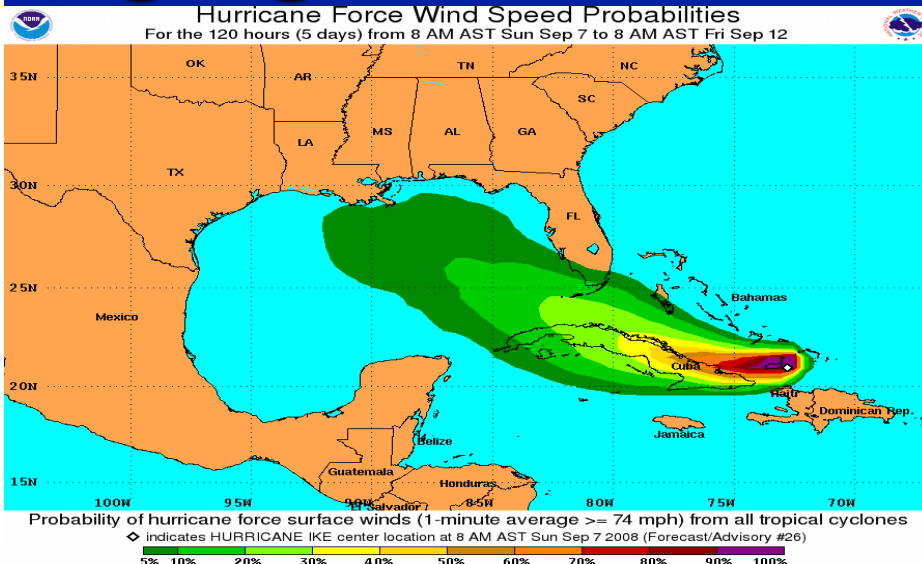 Hurricane Force Wind Speed Probabilities
For the 120 hours (5 days) from 8 AM AST Sun Sep 7 to 8 AM AST Fri Sep 12
NOAA
35N
OK
AR
TN
NC
SC
MS
AL
GA
LA
TX
30N
FL
25N
Mexico
Bahamas
20N
Cuba
Haiti
Dominican Rep.
Jamaica
Belize
Guatemala
Honduras
15N
100W
95W
90W
80W
75W
70W
El Salvador
Probability of hurricane force surface winds (1-minute average >= 74 mph) from all tropical cyclones
indicates HURRICANE IKE center location at 8 AM AST Sun Sep 7 2008 (Forecast/Advisory #26)
5% 10% 20% 30% 40% 50% 60% 70% 80% 90% 100%